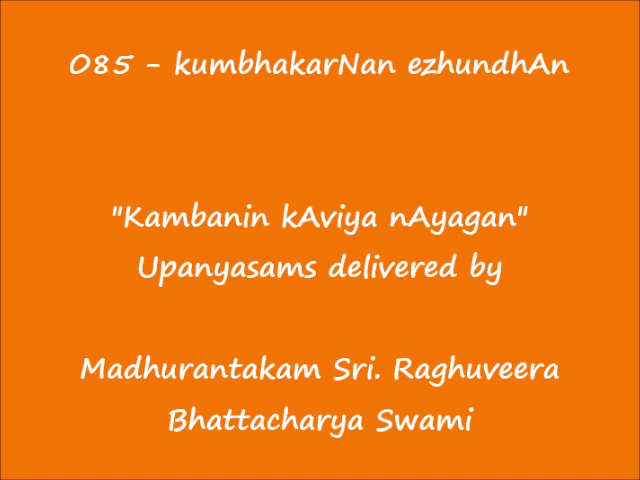 085 - kumbhakarNan ezhundhAn
"Kambanin kAviya nAyagan"
Upanyasams delivered by
Madhurantakam Sri. Raghuveera
Bhattacharya Swami